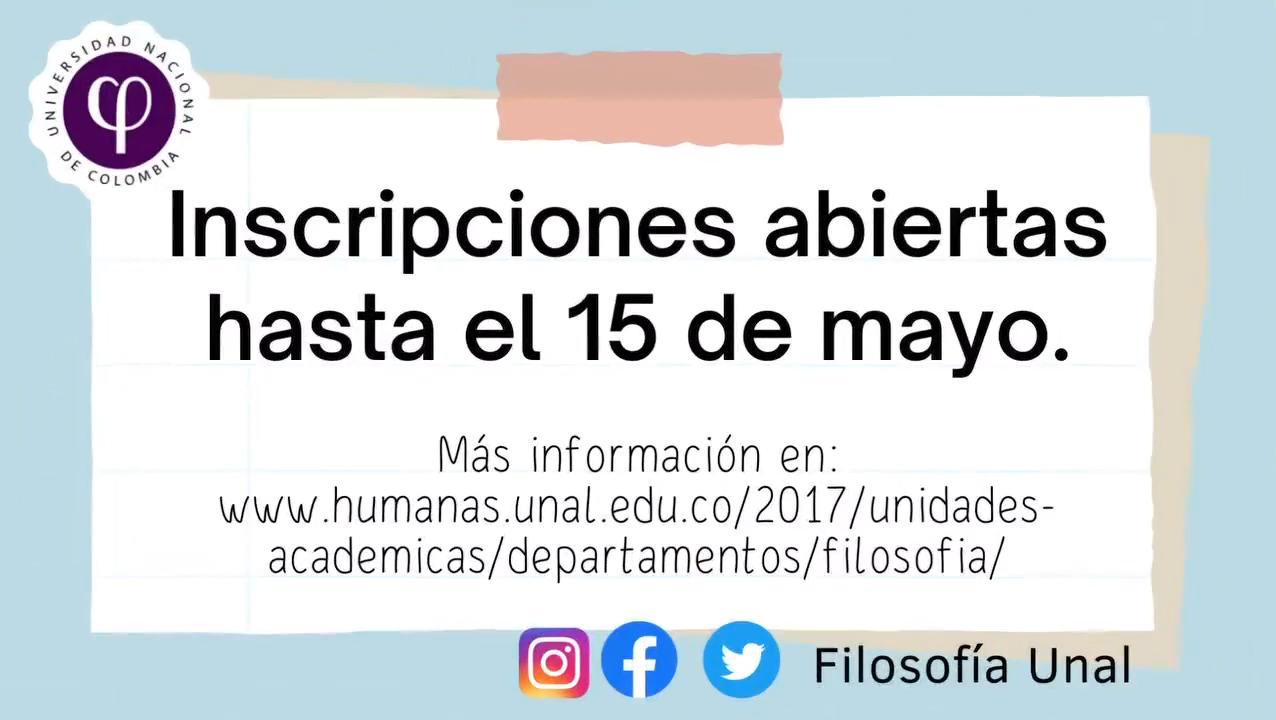 UNIVERSIDAD NACIONAL
DE COLOMBIA
φ
Inscripciones abiertas
hasta el 15 de mayo.
Más información en:
www.humanas.unal.edu.co/2017/unidades-
academicas/departamentos/filosofia/
Filosofía Unal